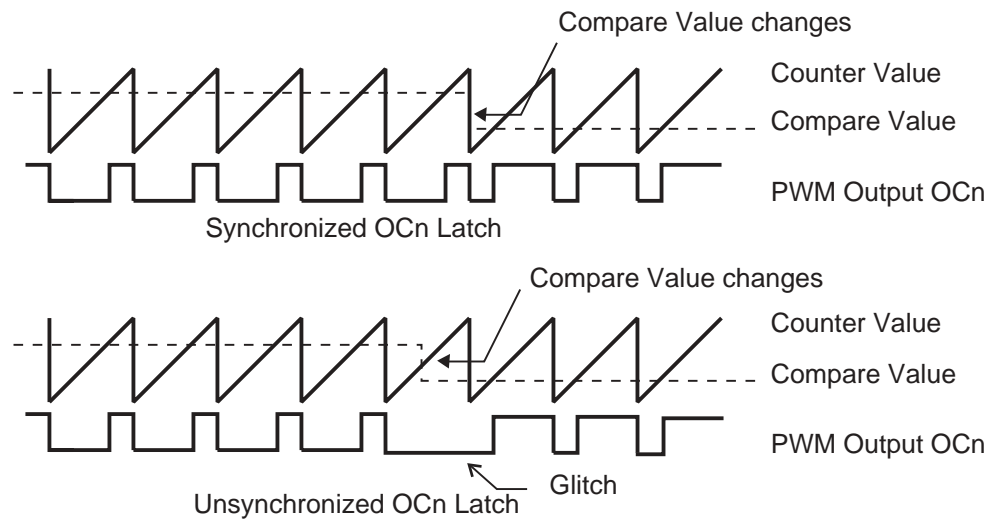 Compare Value changes
Counter Value
Compare Value
PWM Output OCn
Synchronized OCn Latch
Compare Value changes
Counter Value
Compare Value
PWM Output OCn
Glitch
Unsynchronized OCn Latch